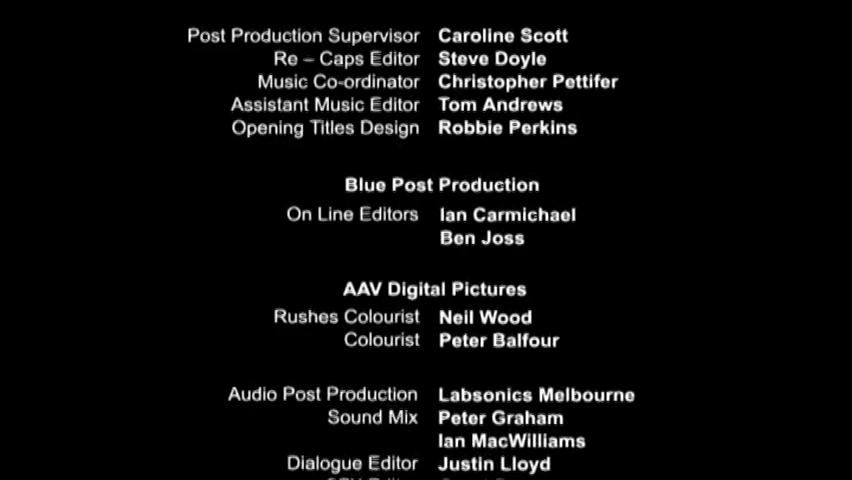 Post Production Supervisor Caroline Scott
Re – Caps Editor Steve Doyle
Music Co-ordinator Christopher Pettifer
Assistant Music Editor Tom Andrews
Opening Titles Design Robbie Perkins
Blue Post Production
On Line Editors Ian Carmichael
Ben Joss
AAV Digital Pictures
Rushes Colourist Neil Wood
Colourist Peter Balfour
Audio Post Production Labsonics Melbourne
Sound Mix Peter Graham
Ian MacWilliams
Dialogue Editor Justin Lloyd